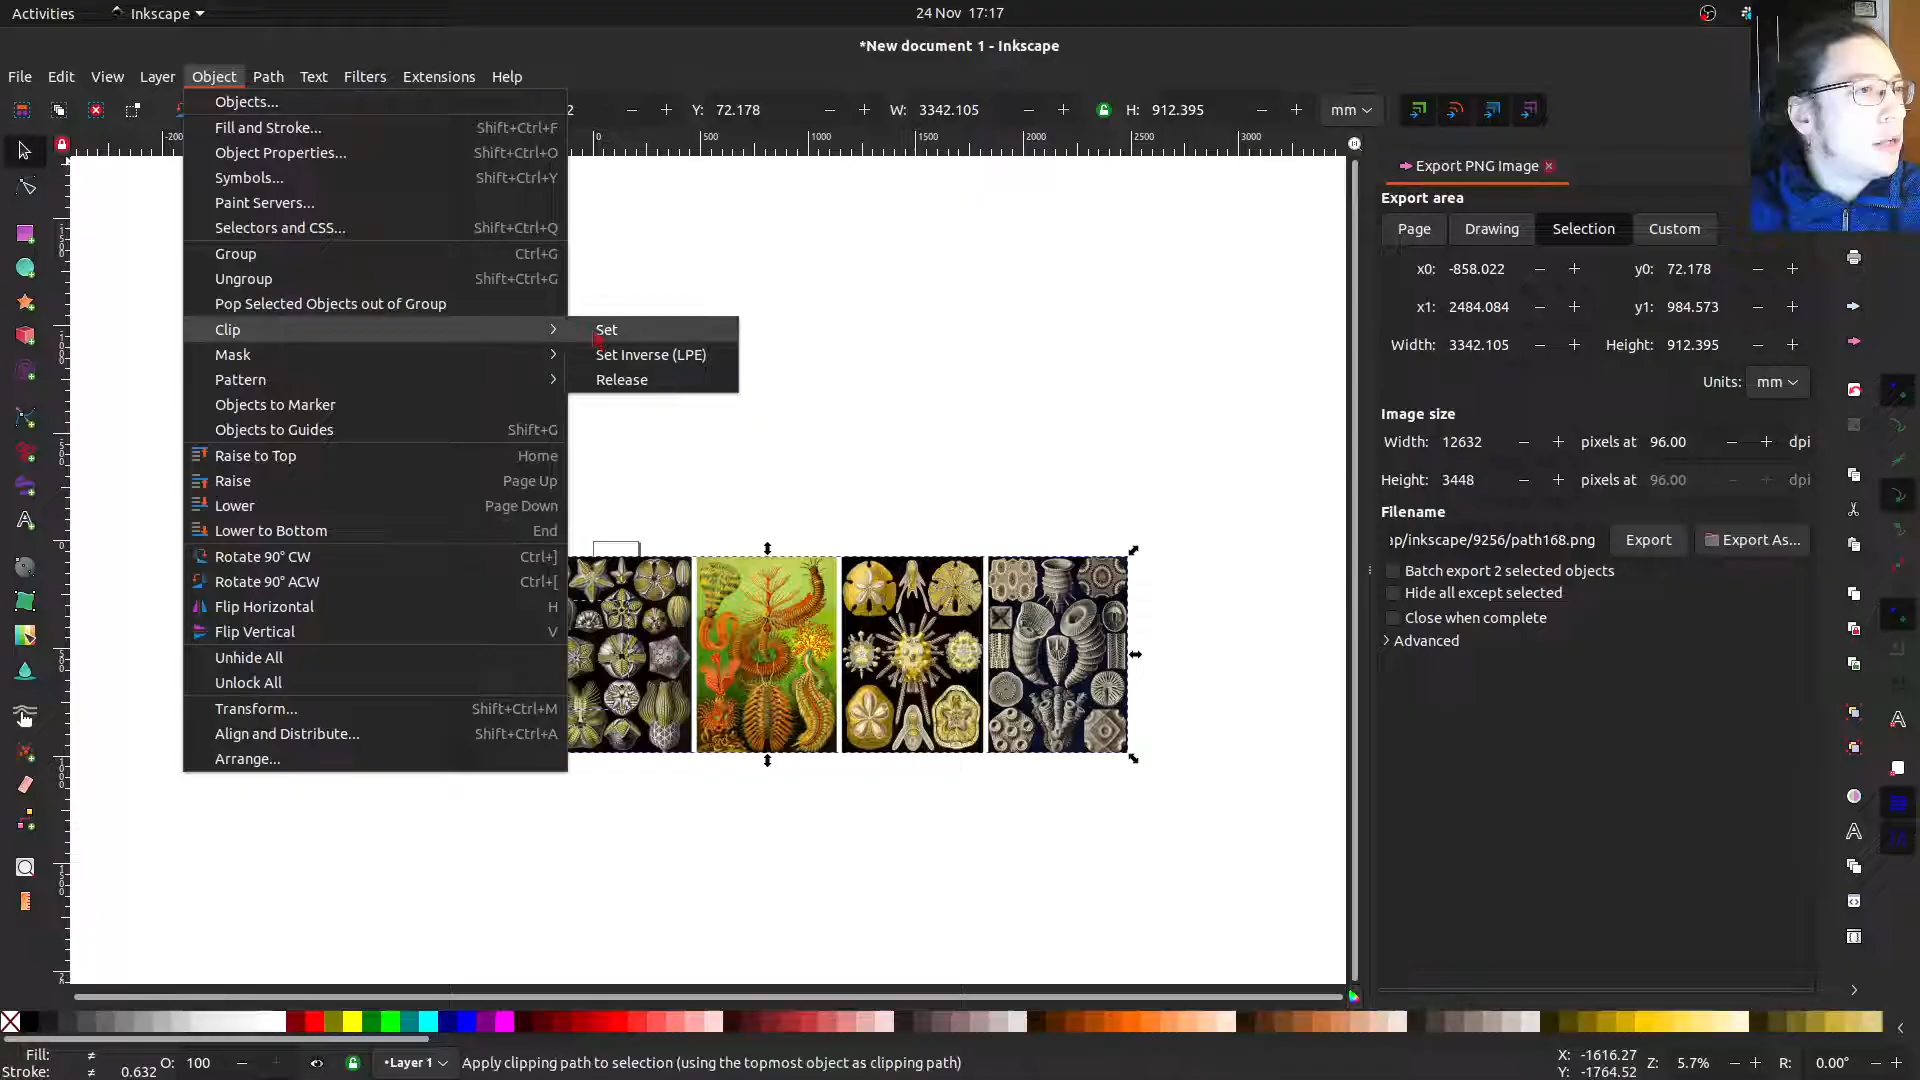 Activities
Inkscape
24 Nov 17:17
*New document 1 - Inkscape
File Edit View Layer Object Path Text Filters Extensions Help
2
Y: 72.178
W: 3342.105
H: 912.395
mm
Objects...
Fill and Stroke... Shift+Ctrl+F
Object Properties... Shift+Ctrl+O
Symbols... Shift+Ctrl+Y
Paint Servers...
Selectors and CSS... Shift+Ctrl+Q
Group Ctrl+G
Ungroup Shift+Ctrl+G
Pop Selected Objects out of Group
Clip
Mask
Pattern
Objects to Marker
Objects to Guides Shift+G
Raise to Top Home
Raise Page Up
Lower Page Down
Lower to Bottom End
Rotate 90° CW Ctrl+]
Rotate 90° ACW Ctrl+[
Flip Horizontal H
Flip Vertical V
Unhide All
Unlock All
Transform... Shift+Ctrl+M
Align and Distribute... Shift+Ctrl+A
Arrange...
Set
Set Inverse (LPE)
Release
0 500 1000 1500 2000 2500 3000
Export PNG Image
Export area
Page Drawing Selection Custom
x0: -858.022 y0: 72.178
x1: 2484.084 y1: 984.573
Width: 3342.105 Height: 912.395
Units: mm
Image size
Width: 12632 pixels at 96.00 dpi
Height: 3448 pixels at 96.00 dpi
Filename
ap/inkscape/9256/path168.png Export Export As...
Batch export 2 selected objects
Hide all except selected
Close when complete
Advanced
Fill:
Stroke: 0.632
O: 100
•Layer 1
Apply clipping path to selection (using the topmost object as clipping path)
X: -1616.27
Y: -1764.52
Z: 5.7%
R: 0.00°